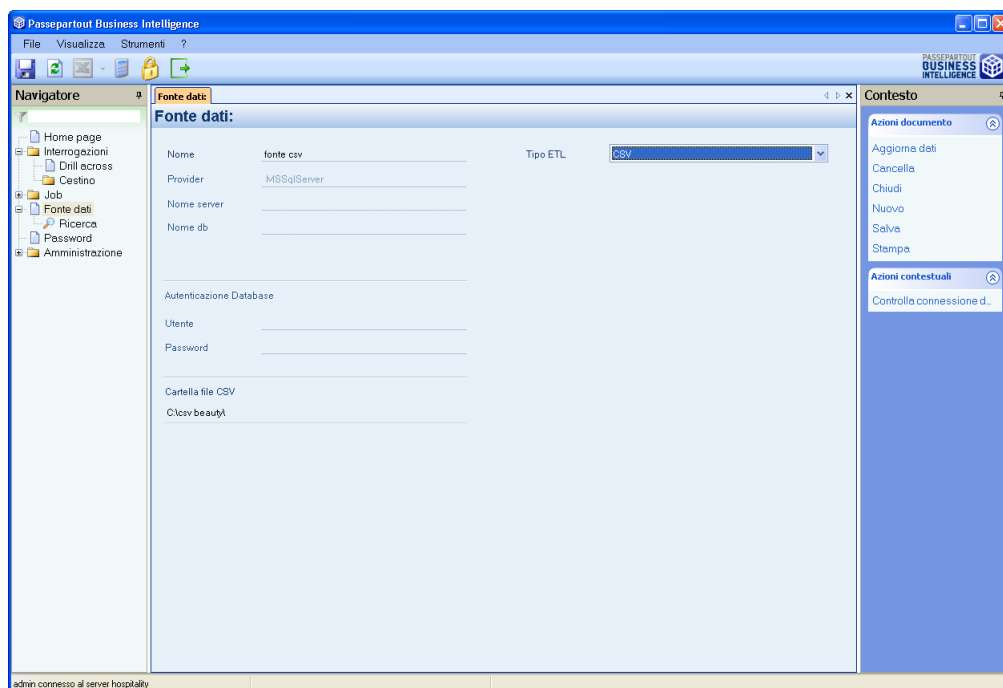 Passepartout Business Intelligence
File Visualizza Strumenti ?
PASSEPARTOUT
BUSINESS
INTELLIGENCE
Navigatore
Home page
Interrogazioni
Drill across
Cestino
Job
Fonte dati
Ricerca
Password
Amministrazione
Fonte dati:
Fonte dati:
Nome fonte csv Tipo ETL CSV
Provider MSSqlServer
Nome server
Nome db
Autenticazione Database
Utente
Password
Cartella file CSV
C:\csv beauty\
Contesto
Azioni documento
Aggiorna dati
Cancella
Chiudi
Nuovo
Salva
Stampa
Azioni contestuali
Controlla connessione d...
admin connesso al server hospitality